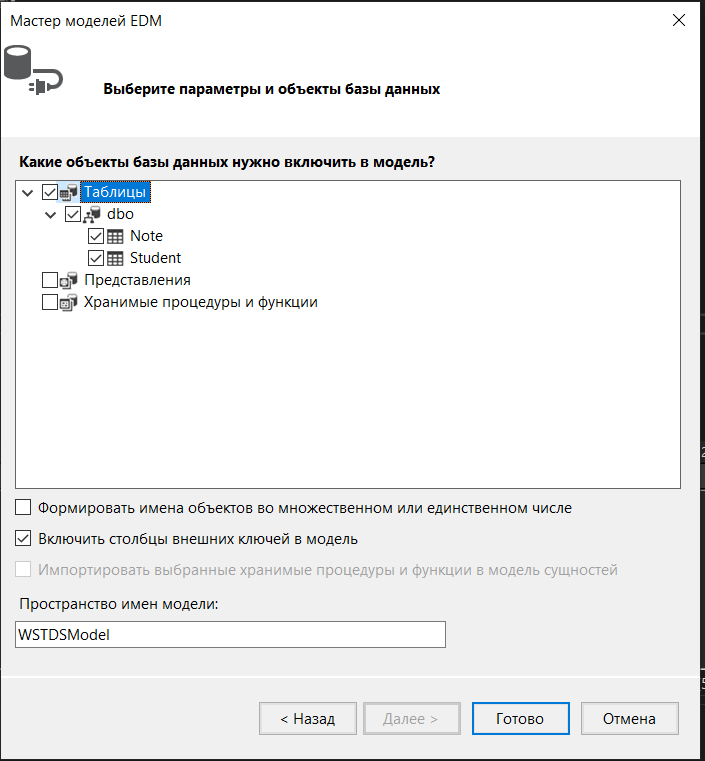 Мастер моделей EDM
Выберите параметры и объекты базы данных
Какие объекты базы данных нужно включить в модель?
Таблицы
dbo
Note
Student
Представления
Хранимые процедуры и функции
Формировать имена объектов во множественном или единственном числе
Включить столбцы внешних ключей в модель
Импортировать выбранные хранимые процедуры и функции в модель сущностей
Пространство имен модели:
WSTDSModel
< Назад
Далее >
Готово
Отмена